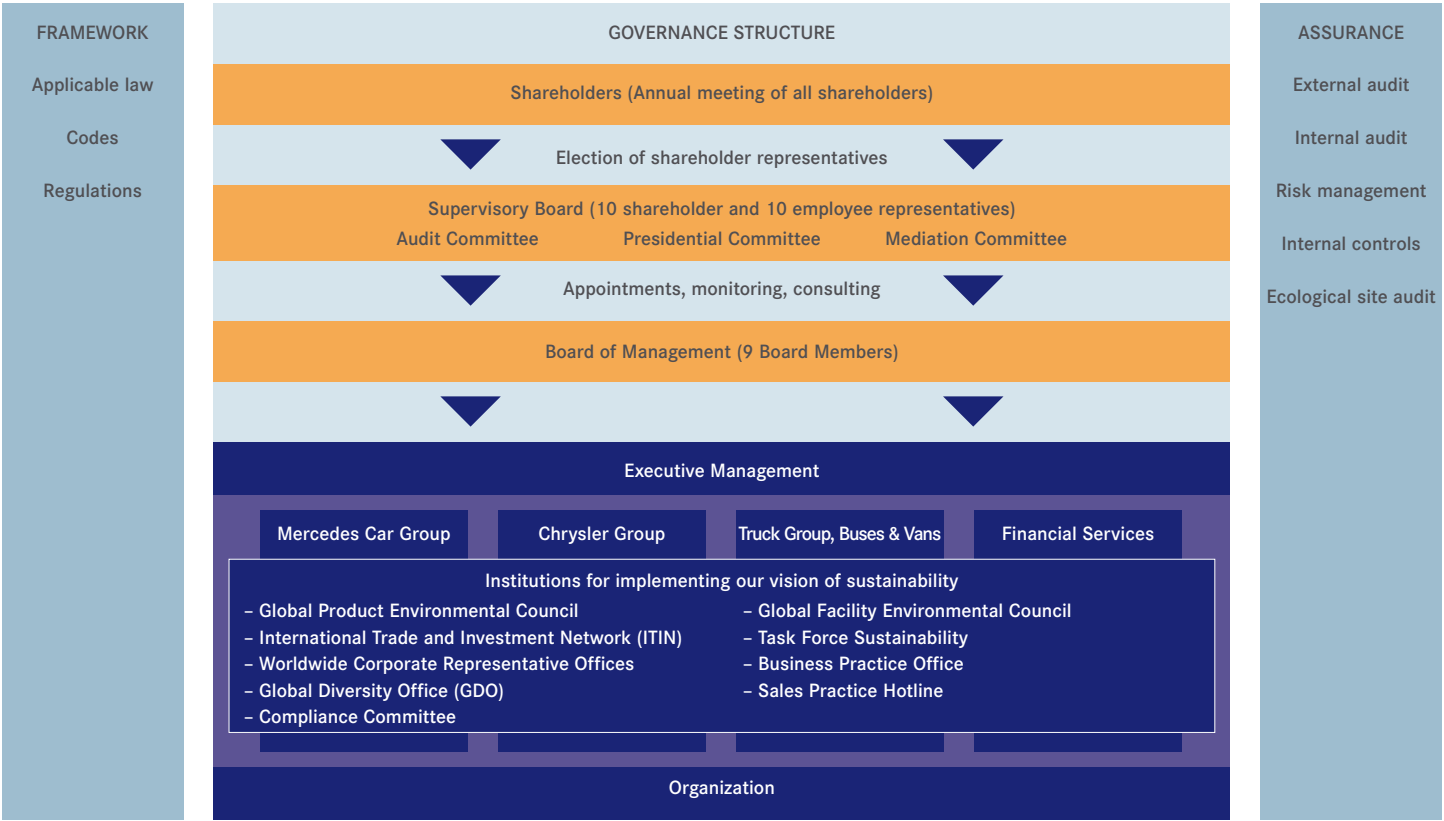 FRAMEWORK
Applicable law
Codes
Regulations
GOVERNANCE STRUCTURE
Shareholders (Annual meeting of all shareholders)
Election of shareholder representatives
Supervisory Board (10 shareholder and 10 employee representatives)
Audit Committee Presidential Committee Mediation Committee
Appointments, monitoring, consulting
Board of Management (9 Board Members)
Executive Management
Mercedes Car Group Chrysler Group Truck Group, Buses & Vans Financial Services
Institutions for implementing our vision of sustainability
– Global Product Environmental Council
– International Trade and Investment Network (ITIN)
– Worldwide Corporate Representative Offices
– Global Diversity Office (GDO)
– Compliance Committee
– Global Facility Environmental Council
– Task Force Sustainability
– Business Practice Office
– Sales Practice Hotline
Organization
ASSURANCE
External audit
Internal audit
Risk management
Internal controls
Ecological site audit